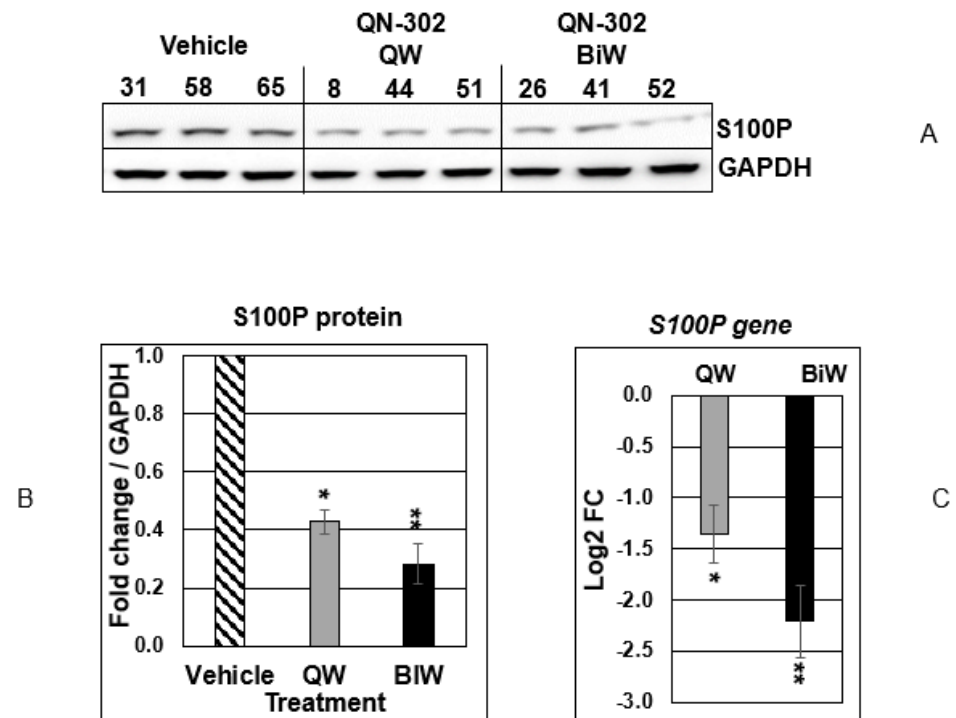 QN-302 QN-302
Vehicle QW BiW
31 58 65 8 44 51 26 41 52
S100P
GAPDH
A
S100P protein
Fold change / GAPDH
1.0
0.8
0.6
0.4
0.2
0.0
*
**
Vehicle QW BIW
Treatment
B
S100P gene
QW BiW
Log2 FC
0.0
-0.5
-1.0
-1.5
-2.0
-2.5
-3.0
*
**
C